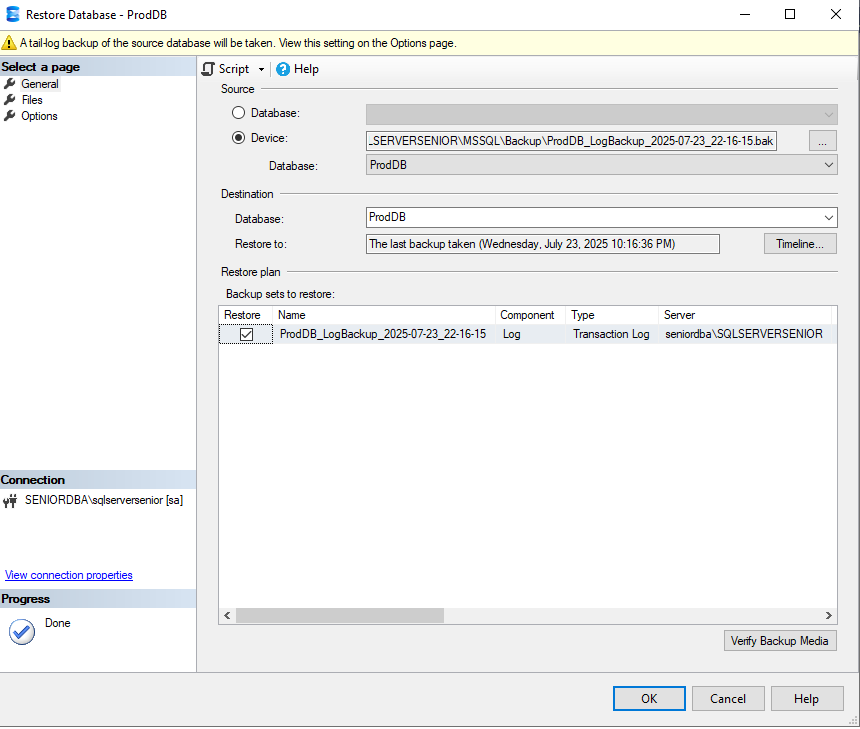 Restore Database - ProdDB
A tail-log backup of the source database will be taken. View this setting on the Options page.
Select a page
General
Files
Options
Script
Help
Source
Database:
Device:
_SERVERSENIOR\MSSQL\Backup\ProdDB_LogBackup_2025-07-23_22-16-15.bak
...
Database:
ProdDB
Destination
Database:
ProdDB
Restore to:
The last backup taken (Wednesday, July 23, 2025 10:16:36 PM)
Timeline...
Restore plan
Backup sets to restore:
Restore Name Component Type Server
ProdDB_LogBackup_2025-07-23_22-16-15 Log Transaction Log seniordba\SQLSERVERSENIOR
Connection
SENIORDBA\sqlserversenior [sa]
View connection properties
Progress
Done
Verify Backup Media
OK Cancel Help